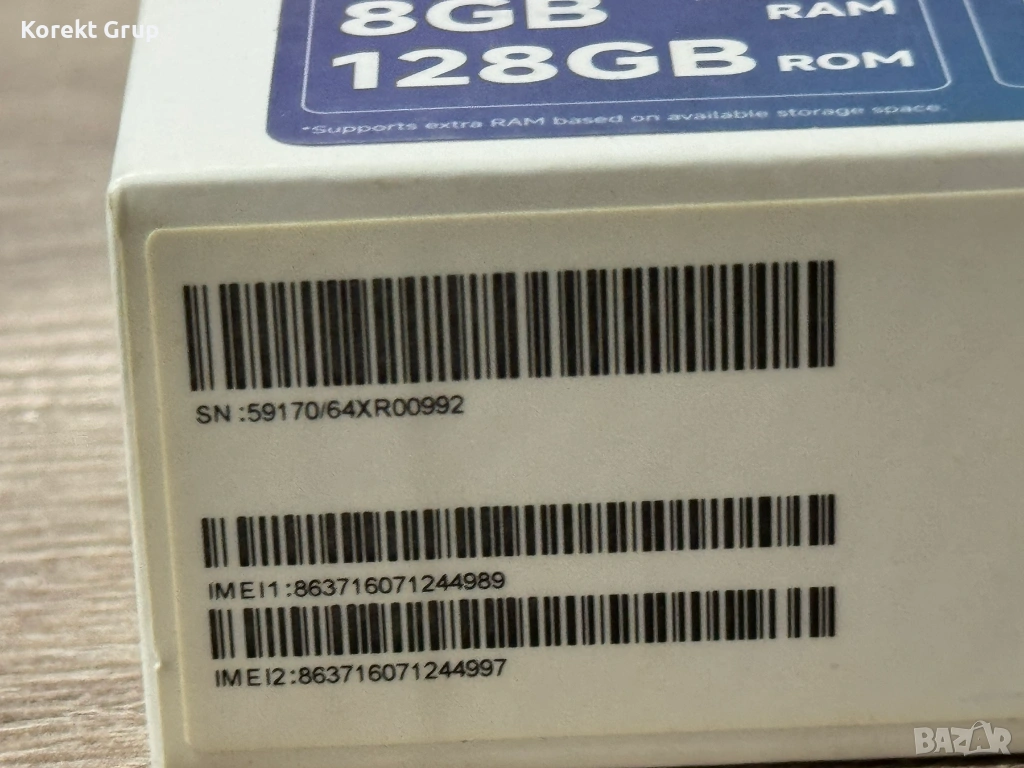 Korekt Grup
8GB RAM
128GB ROM
*Supports extra RAM based on available storage space.
SN:59170/64XR00992
IMEI1:863716071244989
IMEI2:863716071244997
BAZAR